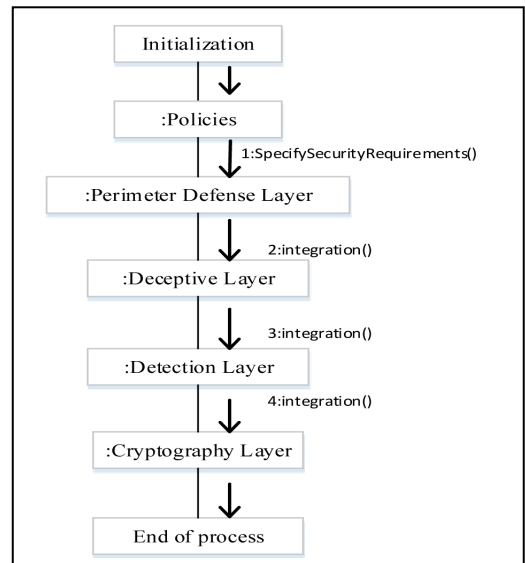 Initialization
:Policies
1:SpecifySecurityRequirements()
:Perimeter Defense Layer
2:integration()
:Deceptive Layer
3:integration()
:Detection Layer
4:integration()
:Cryptography Layer
End of process